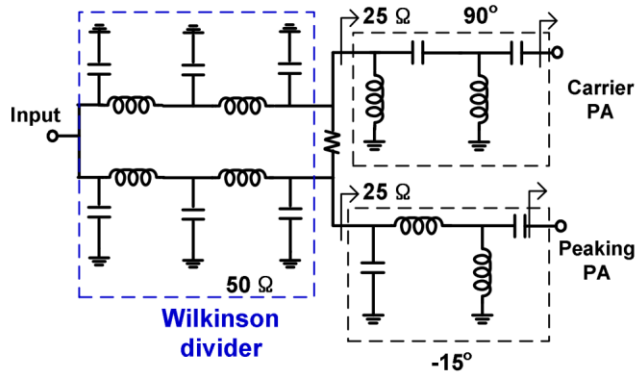 25 Ω
90°
Input
Carrier
PA
25 Ω
Peaking
PA
50 Ω
Wilkinson
divider
-15°